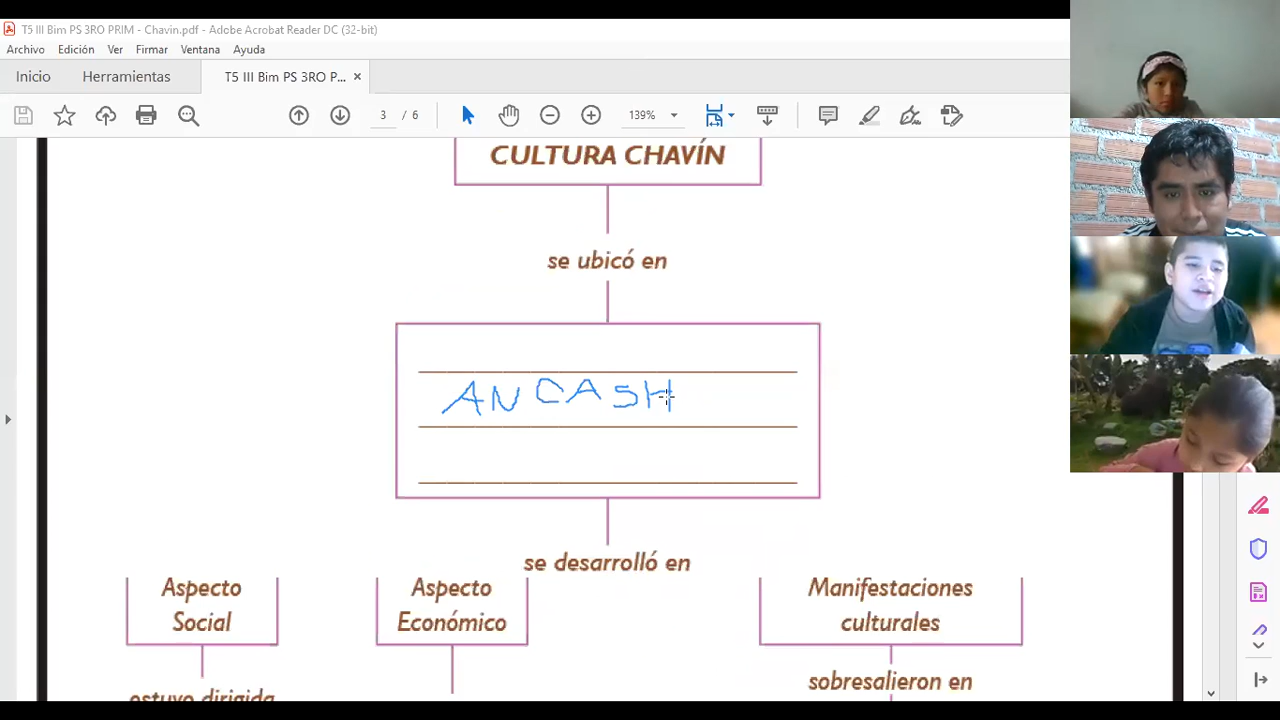 T5 III Bim PS 3RO PRIM - Chavin.pdf - Adobe Acrobat Reader DC (32-bit)
Archivo Edición Ver Firmar Ventana Ayuda
Inicio Herramientas T5 III Bim PS 3RO P... ×
3 / 6 139%
CULTURA CHAVÍN
se ubicó en
ANCASH
se desarrolló en
Aspecto Social
Aspecto Económico
Manifestaciones culturales
estuvo dirigida
sobresalieron en